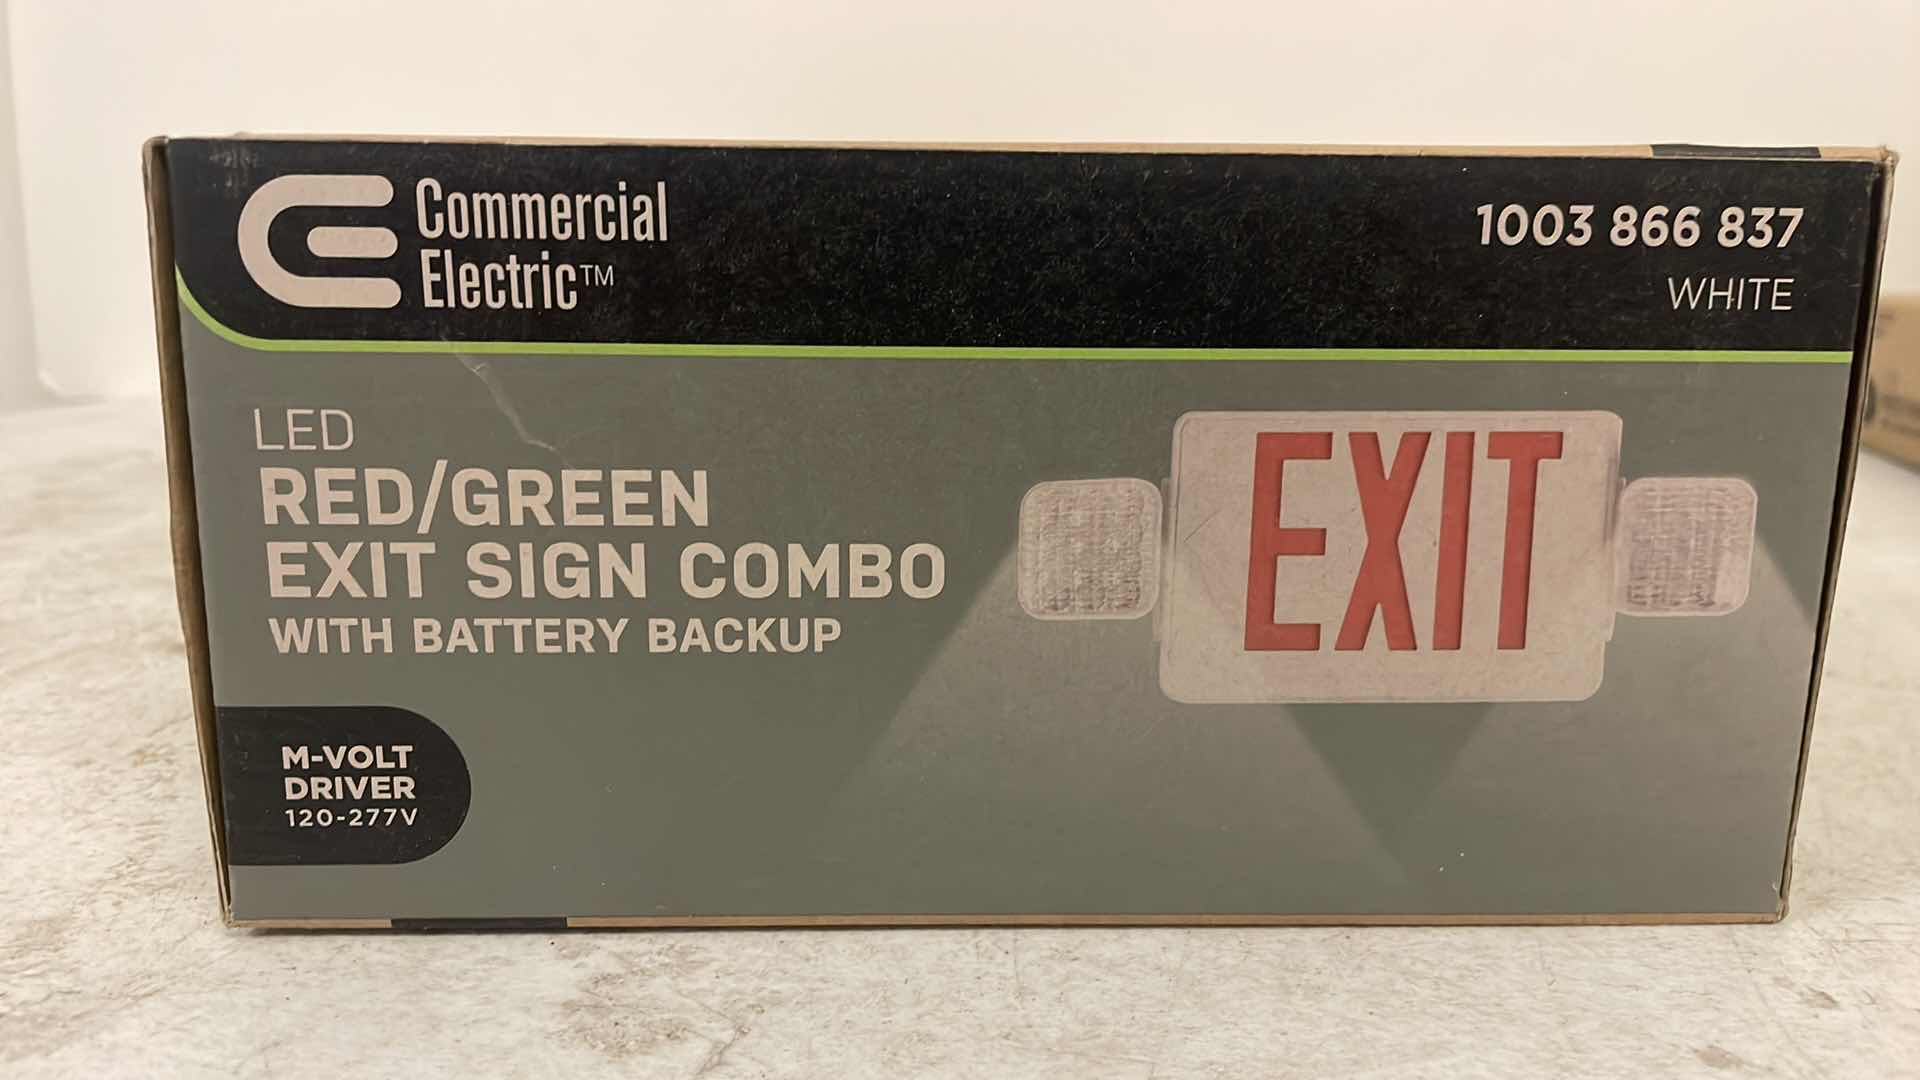 Commercial
Electric™
1003 866 837
WHITE
LED
RED/GREEN
EXIT SIGN COMBO
WITH BATTERY BACKUP
EXIT
M-VOLT
DRIVER
120-277V